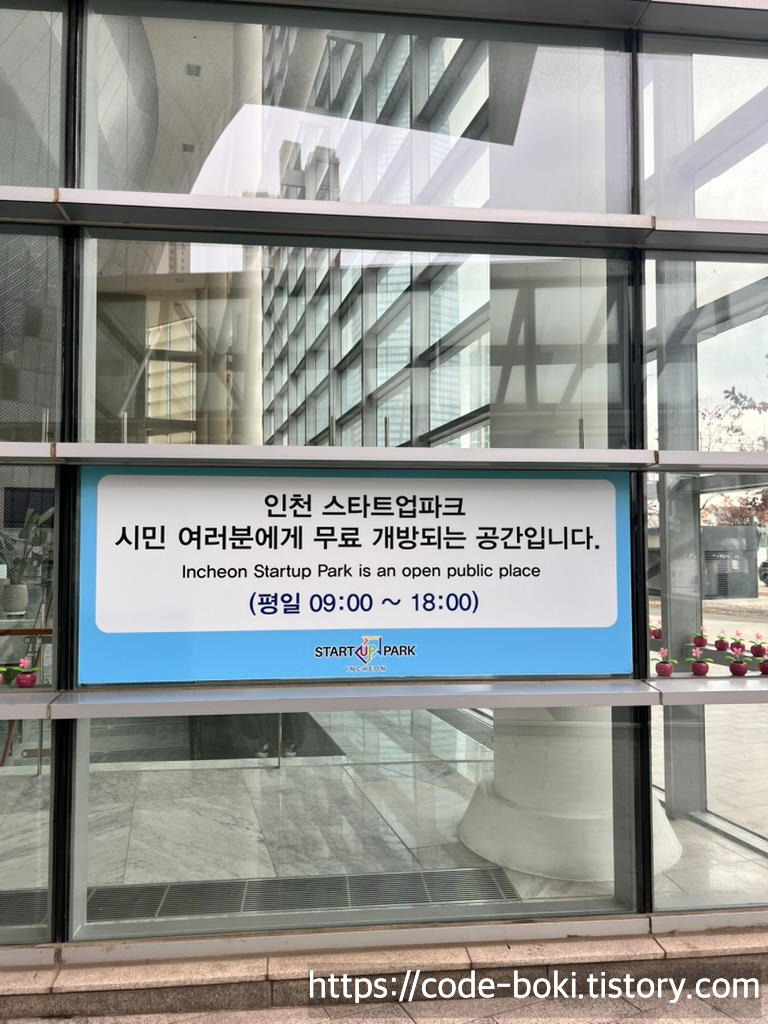 인천 스타트업파크
시민 여러분에게 무료 개방되는 공간입니다.
Incheon Startup Park is an open public place
(평일 09:00 ~ 18:00)
START UP PARK
INCHEON
https://code-boki.tistory.com